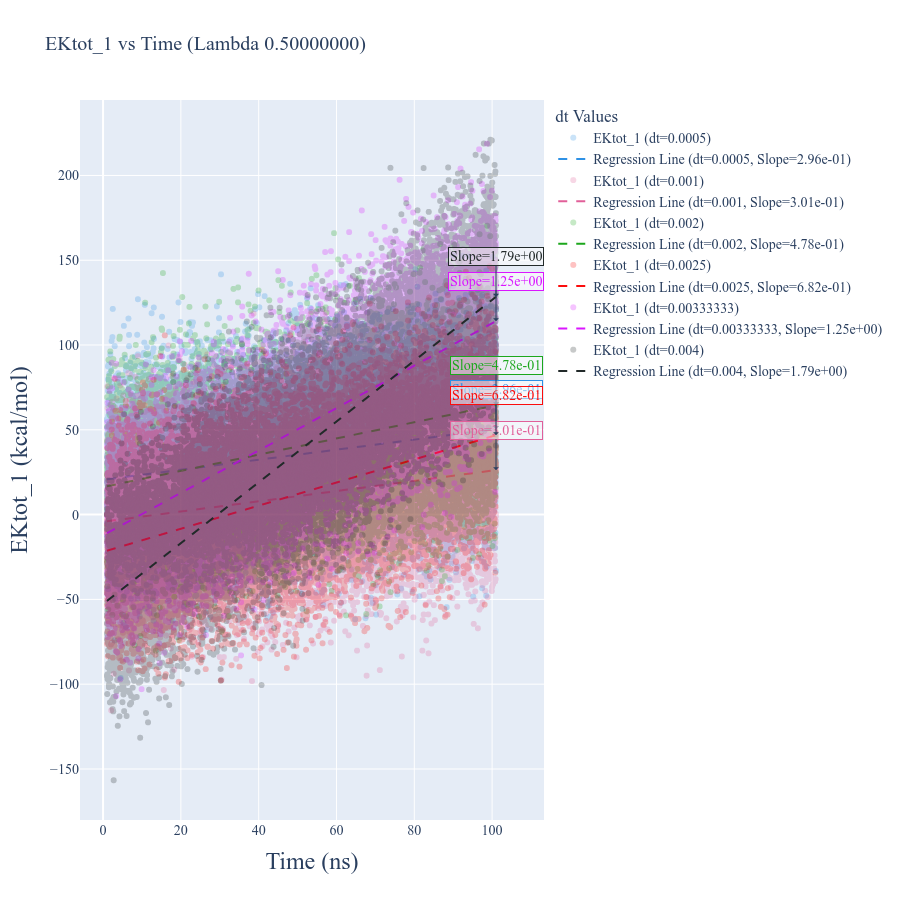 EKtot_1 vs Time (Lambda 0.50000000)
dt Values
EKtot_1 (dt=0.0005)
Regression Line (dt=0.0005, Slope=2.96e-01)
EKtot_1 (dt=0.001)
Regression Line (dt=0.001, Slope=3.01e-01)
EKtot_1 (dt=0.002)
Regression Line (dt=0.002, Slope=4.78e-01)
EKtot_1 (dt=0.0025)
Regression Line (dt=0.0025, Slope=6.82e-01)
EKtot_1 (dt=0.00333333)
Regression Line (dt=0.00333333, Slope=1.25e+00)
EKtot_1 (dt=0.004)
Regression Line (dt=0.004, Slope=1.79e+00)
200
150
100
50
0
−50
−100
−150
EKtot_1 (kcal/mol)
Slope=1.79e+00
Slope=1.25e+00
Slope=4.78e-01
Slope=6.82e-01
Slope=3.01e-01
0 20 40 60 80 100
Time (ns)